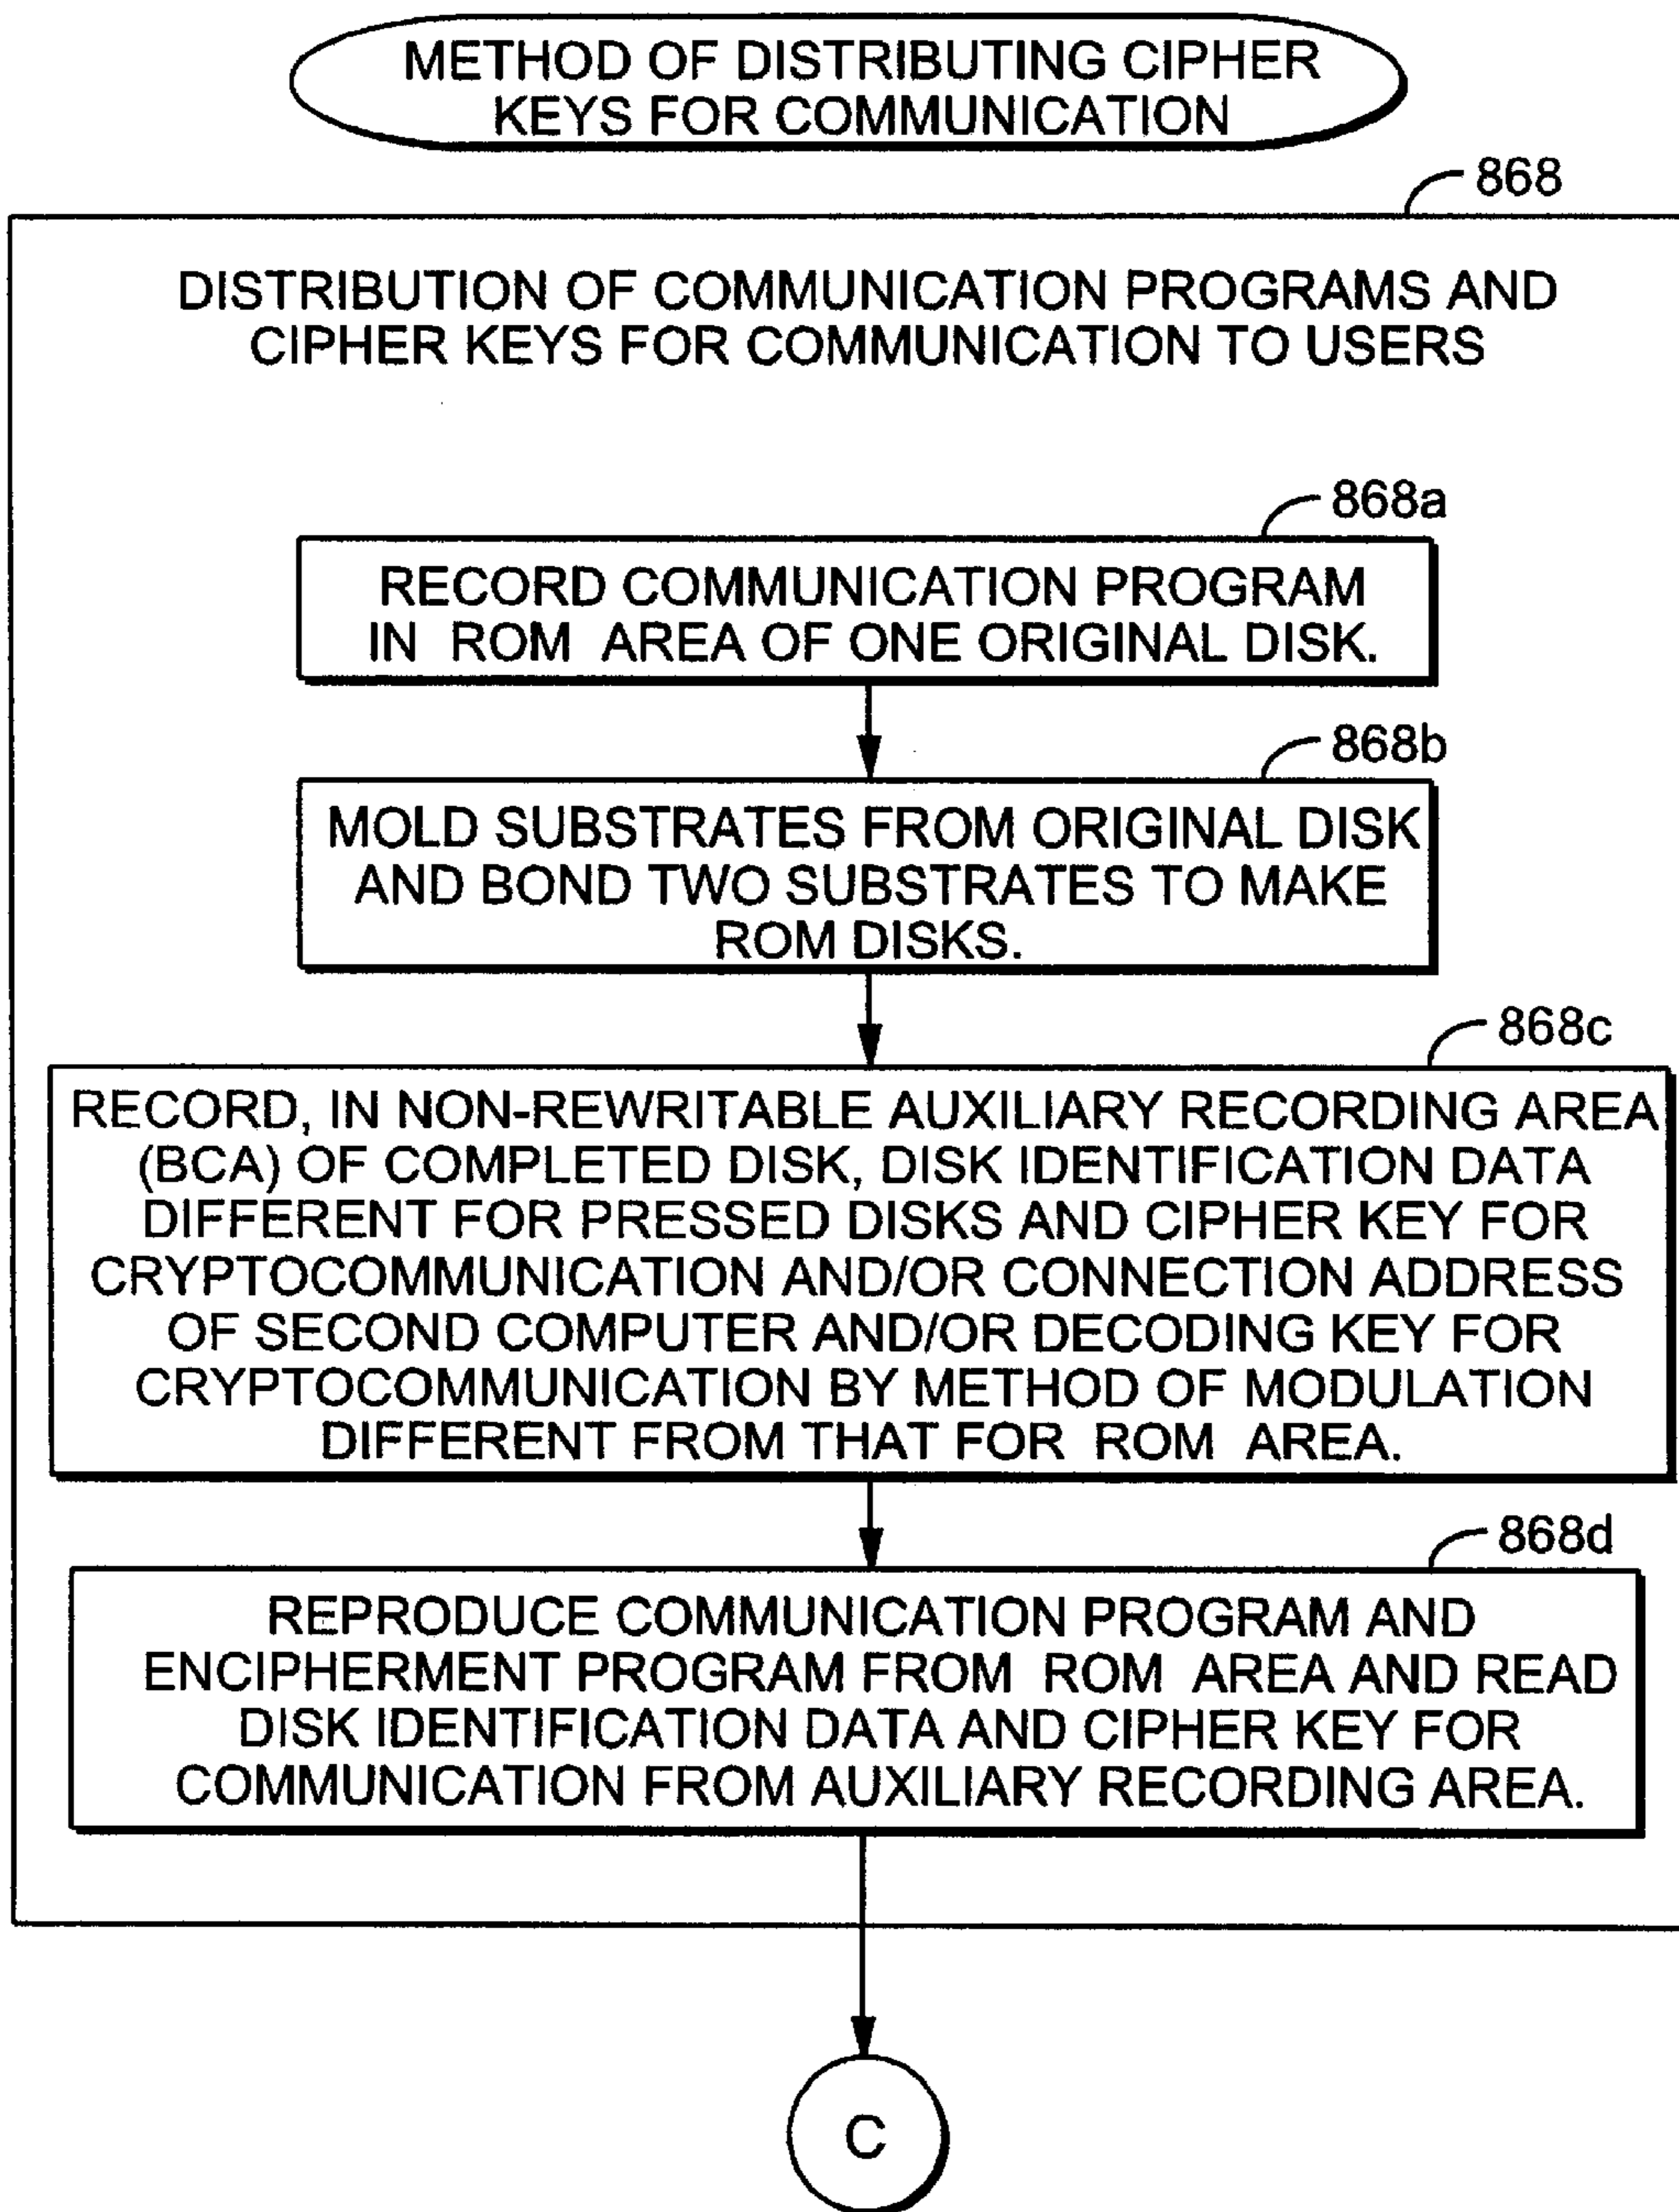 METHOD OF DISTRIBUTING CIPHER
KEYS FOR COMMUNICATION
868
DISTRIBUTION OF COMMUNICATION PROGRAMS AND
CIPHER KEYS FOR COMMUNICATION TO USERS
868a
RECORD COMMUNICATION PROGRAM
IN ROM AREA OF ONE ORIGINAL DISK.
868b
MOLD SUBSTRATES FROM ORIGINAL DISK
AND BOND TWO SUBSTRATES TO MAKE
ROM DISKS.
868c
RECORD, IN NON-REWRITABLE AUXILIARY RECORDING AREA
(BCA) OF COMPLETED DISK, DISK IDENTIFICATION DATA
DIFFERENT FOR PRESSED DISKS AND CIPHER KEY FOR
CRYPTOCOMMUNICATION AND/OR CONNECTION ADDRESS
OF SECOND COMPUTER AND/OR DECODING KEY FOR
CRYPTOCOMMUNICATION BY METHOD OF MODULATION
DIFFERENT FROM THAT FOR ROM AREA.
868d
REPRODUCE COMMUNICATION PROGRAM AND
ENCIPHERMENT PROGRAM FROM ROM AREA AND READ
DISK IDENTIFICATION DATA AND CIPHER KEY FOR
COMMUNICATION FROM AUXILIARY RECORDING AREA.
C